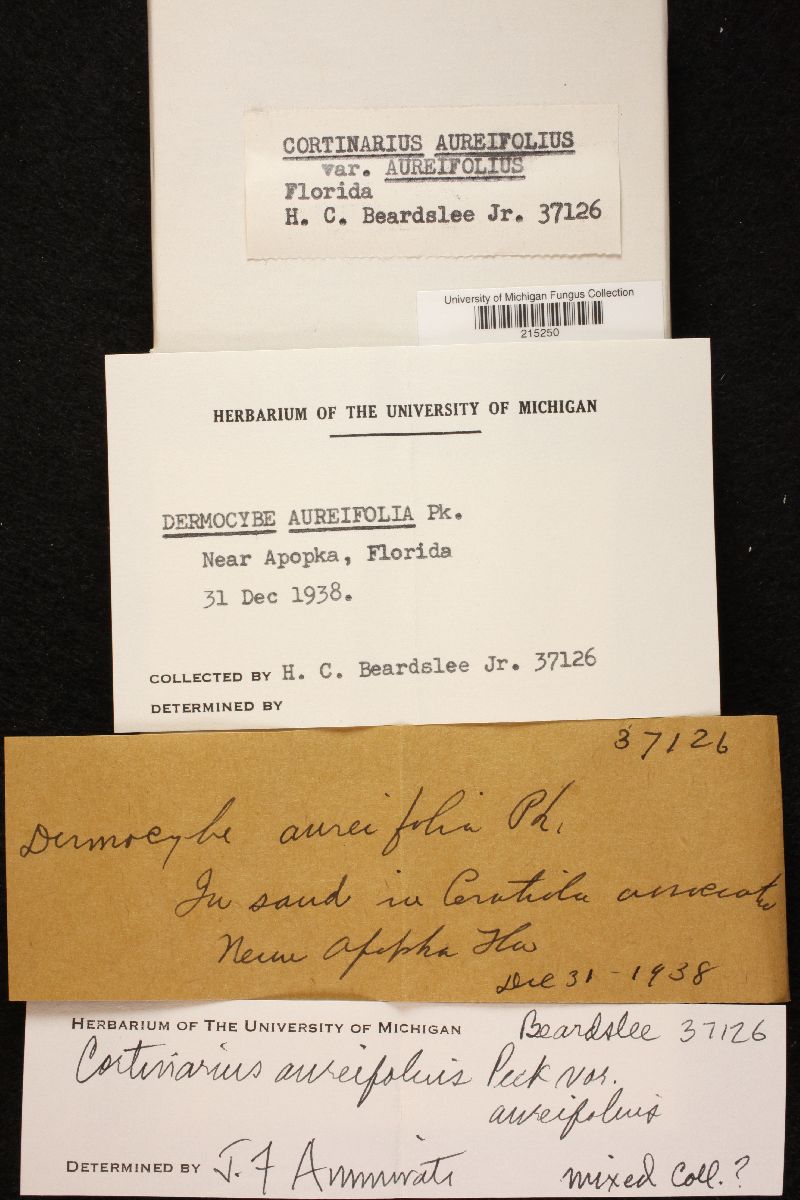 CORTINARIUS AUREIFOLIUS
var. AUREIFOLIUS
Florida
H. C. Beardslee Jr. 37126
University of Michigan Fungus Collection
215250
HERBARIUM OF THE UNIVERSITY OF MICHIGAN
DERMOCYBE AUREIFOLIA Pk.
Near Apopka, Florida
31 Dec 1938.
COLLECTED BY H. C. Beardslee Jr. 37126
DETERMINED BY
37126
Dermocybe aureifolia Pk.
In sand in Ceratiola
Near Apopka Fla
Dec 31 - 1938
HERBARIUM OF THE UNIVERSITY OF MICHIGAN Beardslee 37126
Cortinarius aureifolius Peck var.
aureifolius
DETERMINED BY J. F. Ammirati mixed coll.?